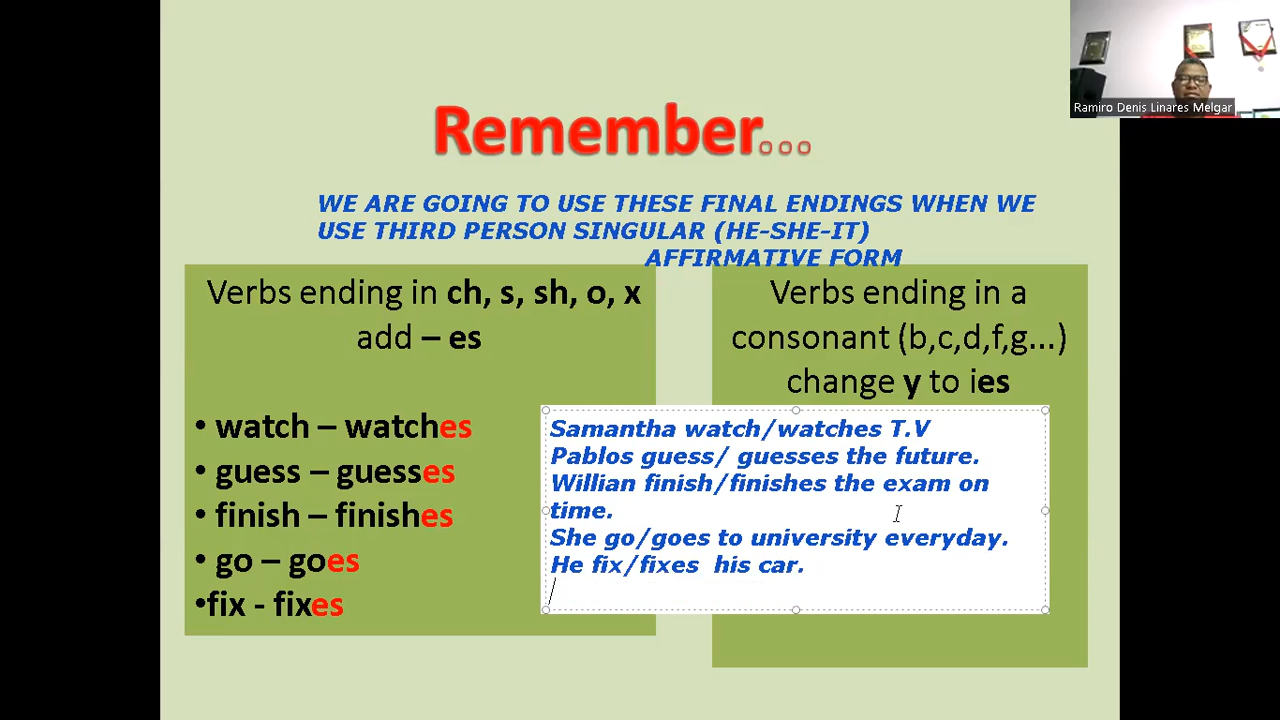 Ramiro Denis Linares Melgar
Remember...
WE ARE GOING TO USE THESE FINAL ENDINGS WHEN WE
USE THIRD PERSON SINGULAR (HE-SHE-IT)
AFFIRMATIVE FORM
Verbs ending in ch, s, sh, o, x
add – es
• watch – watches
• guess – guesses
• finish – finishes
• go – goes
•fix - fixes
Verbs ending in a
consonant (b,c,d,f,g...)
change y to ies
Samantha watch/watches T.V
Pablos guess/ guesses the future.
Willian finish/finishes the exam on
time.
She go/goes to university everyday.
He fix/fixes his car.